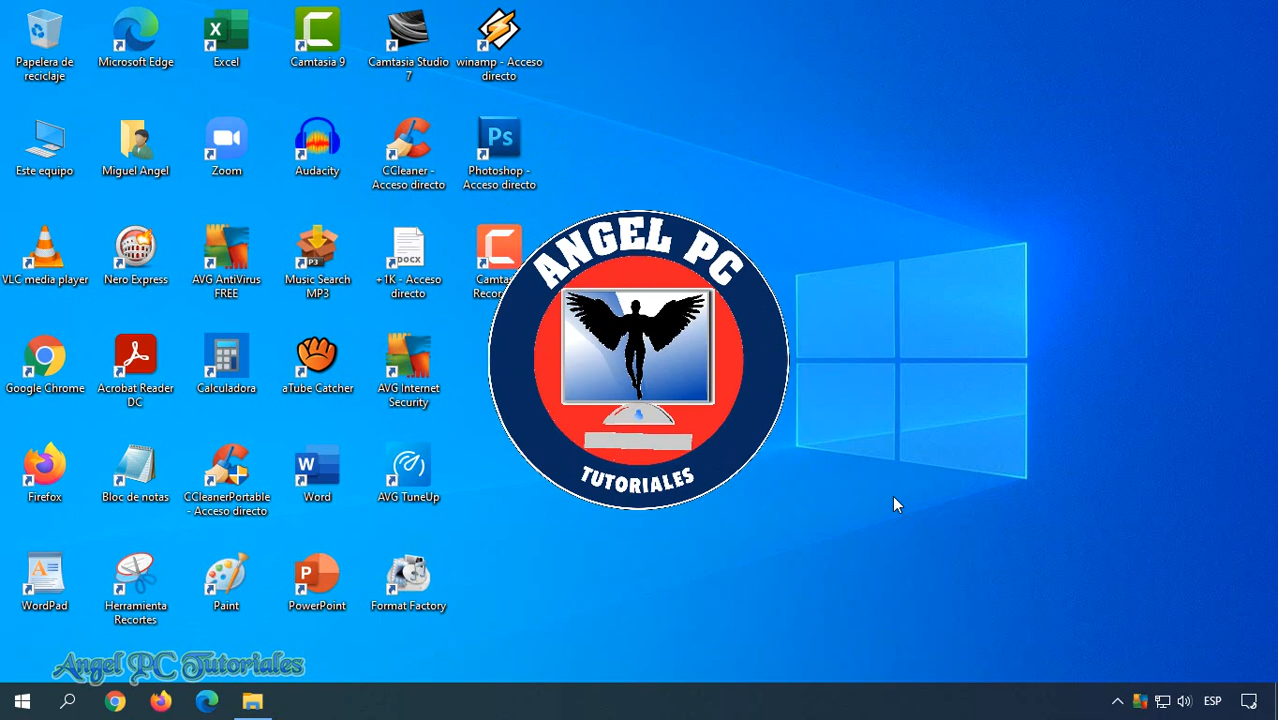 Papelera de
reciclaje
Microsoft Edge
Excel
Camtasia 9
Camtasia Studio
7
winamp - Acceso
directo
Este equipo
Miguel Angel
Zoom
Audacity
CCleaner -
Acceso directo
Ps
Photoshop -
Acceso directo
VLC media player
Nero Express
AVG AntiVirus
FREE
P3
Music Search
MP3
DOCX
+1K - Acceso
directo
ANGEL PC
TUTORIALES
Google Chrome
Acrobat Reader
DC
Calculadora
aTube Catcher
AVG Internet
Security
Firefox
Bloc de notas
CCleanerPortable
- Acceso directo
Word
AVG TuneUp
WordPad
Herramienta
Recortes
Paint
PowerPoint
Format Factory
Angel PC Tutoriales
ESP